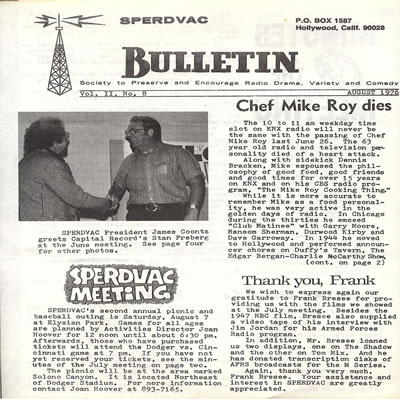 SPERDVAC
P.O. BOX 1587
Hollywood, Calif. 90028
BULLETIN
Society to Preserve and Encourage Radio Drama, Variety and Comedy
Vol. II, No. 8
AUGUST 1976
SPERDVAC President James Coonts
greets Capital Record's Stan Freberg
at the June meeting. See page four
for other photos.
SPERDVAC
MEETING
SPERDVAC's second annual picnic and
baseball outing is Saturday, August 7
at Elysian Park. Games for all ages
are planned by Activities Director Joan
Hoover for 12 noon until about 6:30 pm.
Afterwards, those who have purchased
tickets will attend the Dodger vs. Cin-
cinnati game at 7 pm. If you have not
yet reserved your tickets, see the min-
utes of the July meeting on page two.
The picnic will be at the area marked
Solono Canyon. It is located Northeast
of Dodger Stadium. For more information
contact Joan Hoover at 893-7165.
Chef Mike Roy dies
The 10 to 11 am weekday time
slot on KNX radio will never be
the same with the passing of Chef
Mike Roy last June 26. The 63
year old radio and television per-
sonality died of a heart attack.
Along with sidekick Dennis
Bracken, Mike espoused the phil-
osophy of good food, good friends
and good times for over 15 years
on KNX and on his CBS radio pro-
gram, "The Mike Roy Cooking Thing."
While it is more accurate to
remember Mike as a food personal-
ity, he was very active in the
golden days of radio. In Chicago
during the thirties he emceed
"Club Matinee" with Garry Moore,
Ransom Sherman, Durwood Kirby and
Dave Garroway. In 1944 he moved
to Hollywood and performed announ-
cer chores on Duffy's Tavern, The
Edgar Bergan-Charlie McCarthy Show,
(cont. on page 2)
Thank you, Frank
We wish to express again our
gratitude to Frank Bresee for pro-
viding us with the films we showed
at the July meeting. Besides the
1947 NBC film, Bresee also supplied
a video tape of his interview with
Jim Jordan for his Armed Forces
Radio program.
In addition, Mr. Bresee loaned
us two displays, one on The Shadow
and the other on Tom Mix. And he
has donated transcription disks of
AFRS broadcasts for the M Series.
Again, thank you very much,
Frank Bresee. Your assistance and
interest in SPERDVAC are greatly
appreciated.